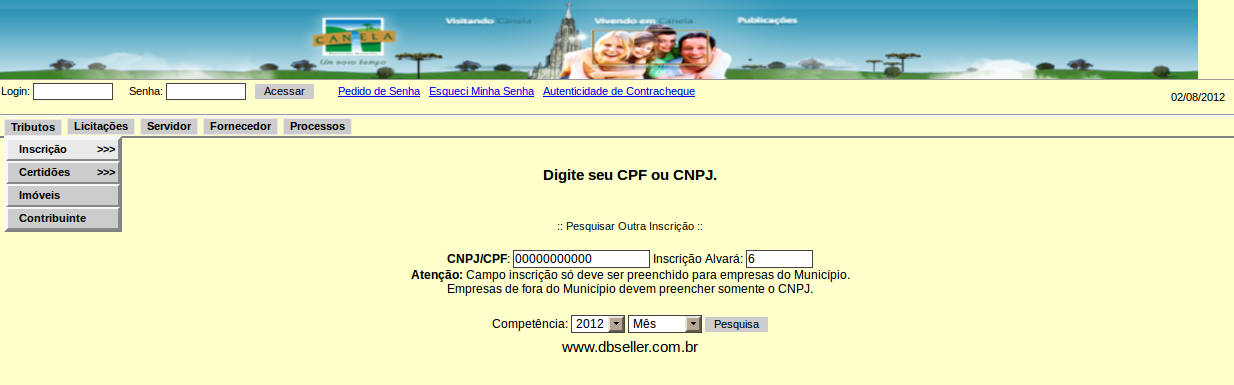 Visitando Canela Vivendo em Canela Publicações
CANELA
Um novo tempo
Login: Senha: Acessar Pedido de Senha Esqueci Minha Senha Autenticidade de Contracheque
02/08/2012
Tributos Licitações Servidor Fornecedor Processos
Inscrição >>>
Certidões >>>
Imóveis
Contribuinte
Digite seu CPF ou CNPJ.
:: Pesquisar Outra Inscrição ::
CNPJ/CPF: 00000000000 Inscrição Alvará: 6
Atenção: Campo inscrição só deve ser preenchido para empresas do Município.
Empresas de fora do Município devem preencher somente o CNPJ.
Competência: 2012 Mês Pesquisa
www.dbseller.com.br